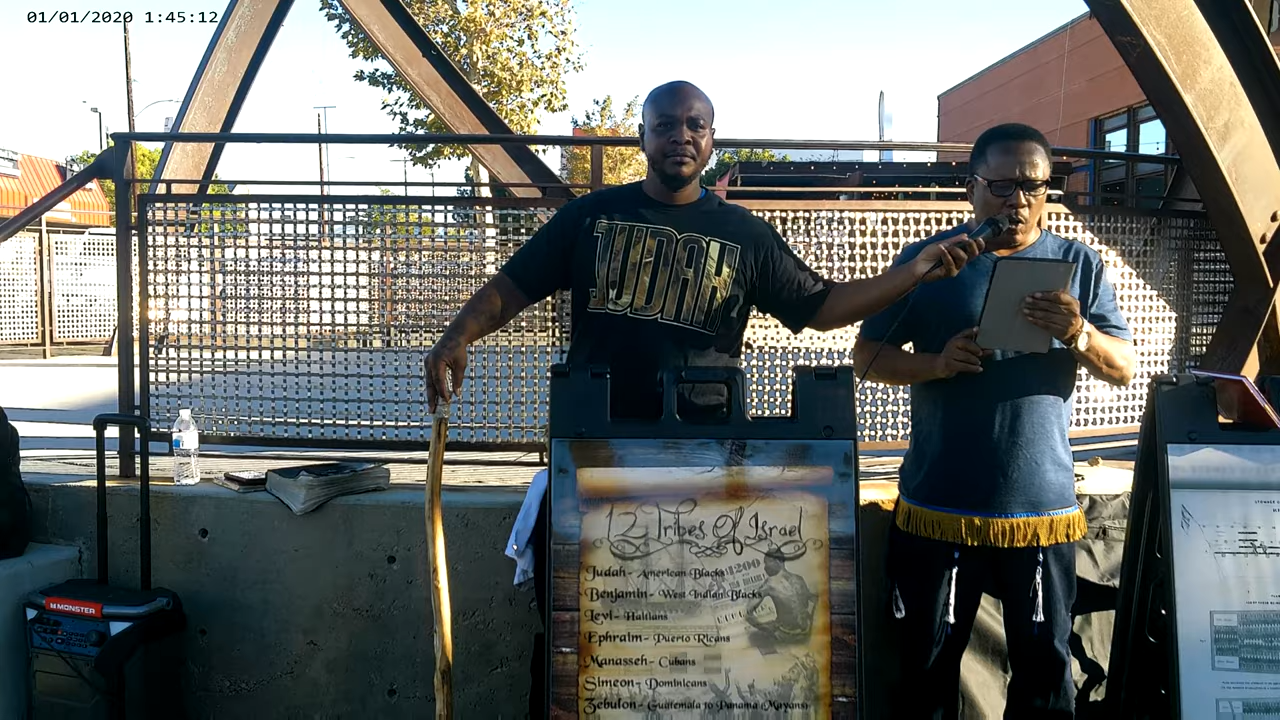 01/01/2020 1:45:12
JUDAH
MONSTER
12 Tribes Of Israel
Judah- American Blacks
$1200
Benjamin- West Indian Blacks
Levi- Haitians
Ephraim- Puerto Ricans
Manasseh- Cubans
Simeon- Dominicans
Zebulon- Guatemala to Panama (Mayans)